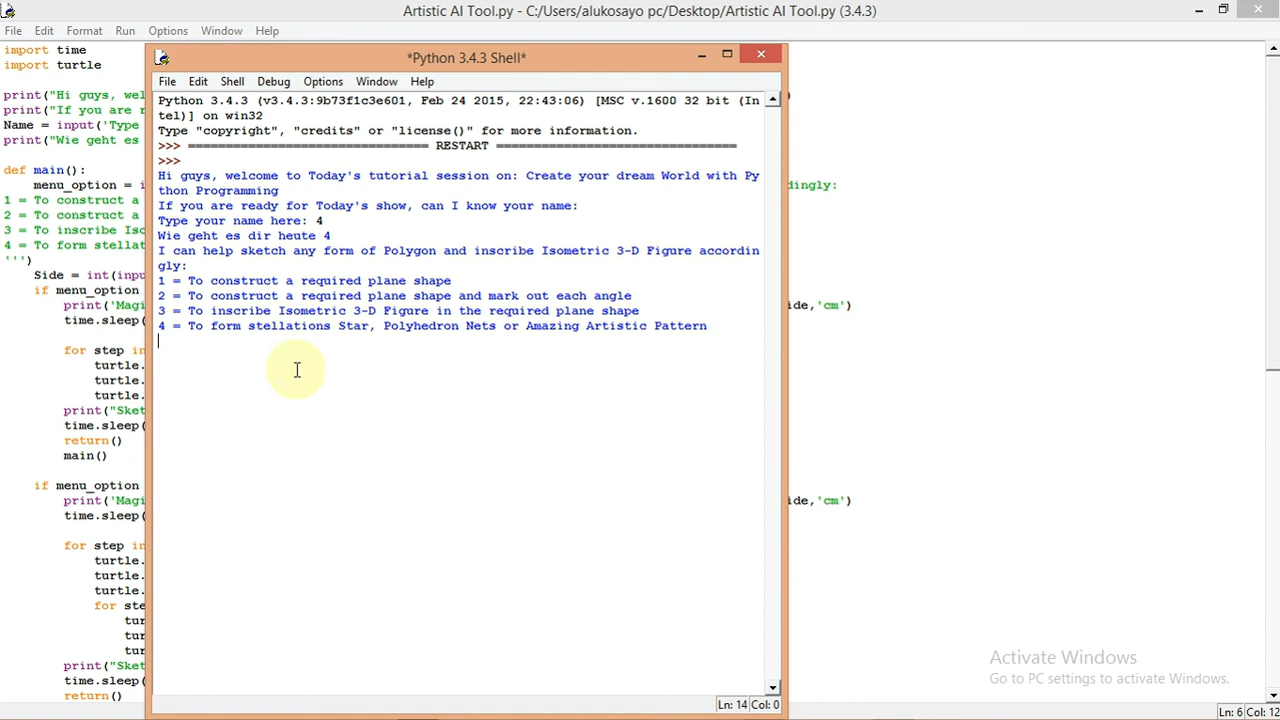 Artistic AI Tool.py - C:/Users/alukosayo pc/Desktop/Artistic AI Tool.py (3.4.3)
File Edit Format Run Options Window Help
import time
import turtle
print("Hi guys, wel
print("If you are r
Name = input('Type
print("Wie geht es
def main():
menu_option = i
1 = To construct a
2 = To construct a
3 = To inscribe Iso
4 = To form stellat
''')
Side = int(inpu
if menu_option
print('Magi
time.sleep(
for step in
turtle.
turtle.
turtle.
print("Sket
time.sleep(
return()
main()
if menu_option
print('Magi
time.sleep(
for step in
turtle.
turtle.
turtle.
for ste
tur
tur
tur
print("Sket
time.sleep(
return()
dingly:
ide,'cm')
ide,'cm')
*Python 3.4.3 Shell*
File Edit Shell Debug Options Window Help
Python 3.4.3 (v3.4.3:9b73f1c3e601, Feb 24 2015, 22:43:06) [MSC v.1600 32 bit (In
tel)] on win32
Type "copyright", "credits" or "license()" for more information.
>>> ================================ RESTART ================================
>>>
Hi guys, welcome to Today's tutorial session on: Create your dream World with Py
thon Programming
If you are ready for Today's show, can I know your name:
Type your name here: 4
Wie geht es dir heute 4
I can help sketch any form of Polygon and inscribe Isometric 3-D Figure accordin
gly:
1 = To construct a required plane shape
2 = To construct a required plane shape and mark out each angle
3 = To inscribe Isometric 3-D Figure in the required plane shape
4 = To form stellations Star, Polyhedron Nets or Amazing Artistic Pattern
Ln: 14 Col: 0
Activate Windows
Go to PC settings to activate Windows.
Ln: 6 Col: 12